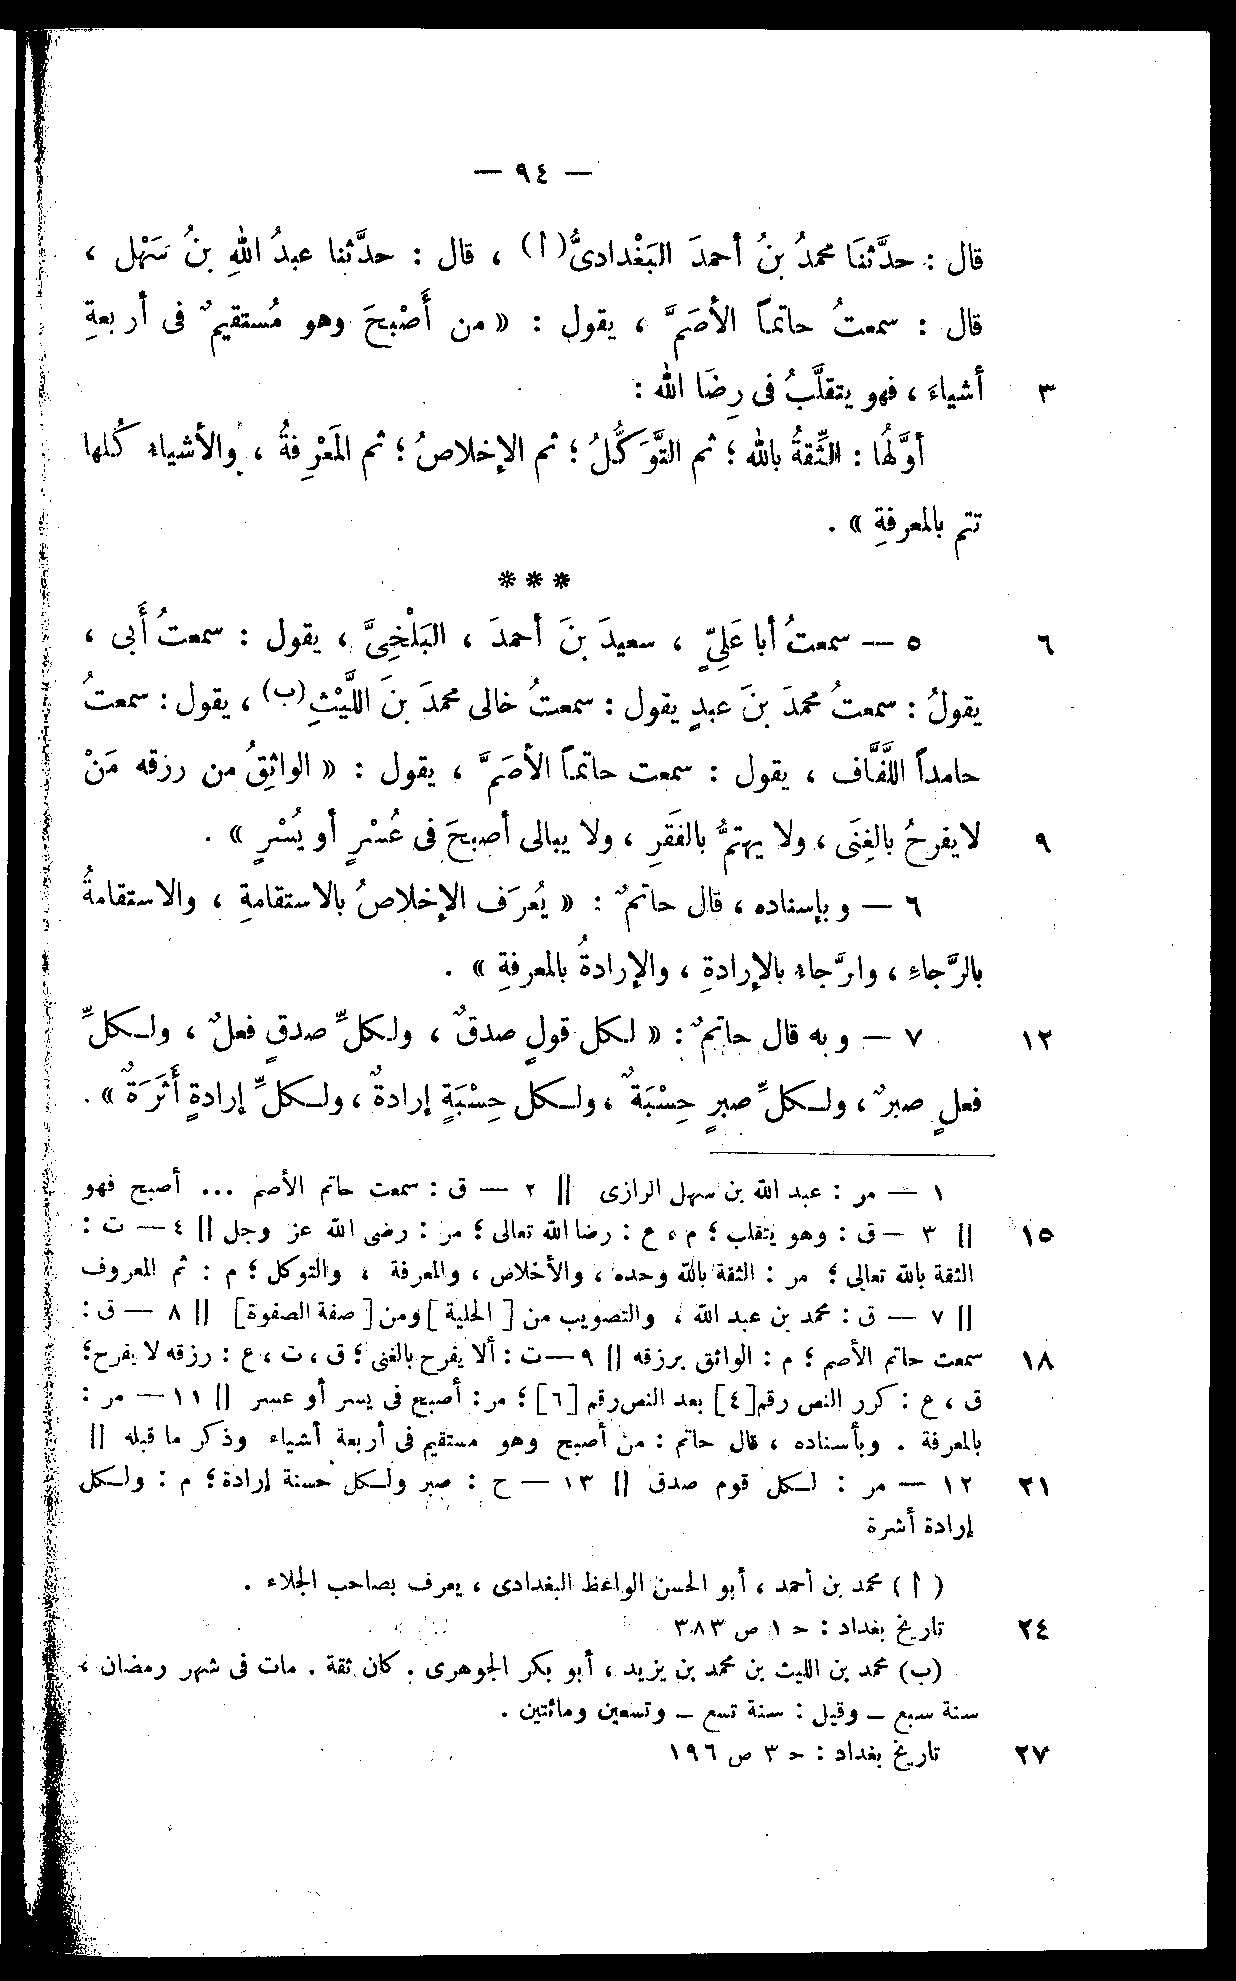 — ٩٤ —
قال : حدَّثنَا محمدُ بنُ أحمدَ البَغْدادىُّ(أ) ، قال : حدَّثنا عبدُ اللهِ بنُ سَهْل ،
قال : سمعتُ حاتماً الأصَمَّ ، يقول : « من أَصْبحَ وهو مُستقيمٌ فى أربعةِ
أشياءَ ، فهو يتقلَّبُ فى رِضَا الله : ٣
أوَّلُهَا : الثِّقةُ بالله ؛ ثم التَّوَكُّلُ ؛ ثم الإخلاصُ ؛ ثم المَعْرِفةُ ، والأشياء كُلها
تتم بالمعرفةِ » .
***
٥ — سمعتُ أبا عَلِيٍّ ، سعيدَ بنَ أحمدَ ، البَلْخِىَّ ، يقول : سمعتُ أَبى ، ٦
يقولُ : سمعتُ محمدَ بنَ عبدٍ يقول : سمعتُ خالى محمدَ بنَ اللَّيْثِ(ب) ، يقول : سمعتُ
حامداً اللَّفَّاف ، يقول : سمعت حاتماً الأصَمَّ ، يقول : « الواثِقُ من رزقه مَنْ
لا يفرحُ بالغِنَى ، ولا يهتمُّ بالفَقَرِ ، ولا يبالى أصبحَ فى عُسْرٍ أو يُسْرٍ » . ٩
٦ — وبإسناده ، قال حاتمٌ : « يُعرَف الإخلاصُ بالاستقامةِ ، والاستقامةُ
بالرَّجاءِ ، والرَّجاء بالإرادةِ ، والإرادةُ بالمعرفةِ » .
٧ — وبه قال حاتمٌ : « لكل قولٍ صدقٌ ، ولكلِّ صدقٍ فعلٌ ، ولكلِّ ١٢
فعلٍ صبرٌ ، ولكلِّ صبرٍ حِسْبَةٌ ، ولكل حِسْبَةٍ إرادةٌ ، ولكلِّ إرادةٍ أَثَرَةٌ » .
١ — مر : عبد الله بن سهل الرازى || ٢ — ق : سمعت حاتم الأصم ... أصبح فهو
|| ٣ — ق : وهو يتقلب ؛ م ، ع : رضا الله تعالى ؛ مر : رضى الله عز وجل || ٤ — ت : ١٥
الثقة بالله تعالى ؛ مر : الثقة بالله وحده ، والأخلاص ، والمعرفة ، والتوكل ؛ م : ثم المعروف
|| ٧ — ق : محمد بن عبد الله ، والتصويب من [ الحلية ] ومن [ صفة الصفوة ] || ٨ — ق :
سمعت حاتم الأصم ؛ م : الواثق برزقه || ٩ — ت : ألا يفرح بالغنى ؛ ق ، ت ، ع : رزقه لا يفرح ؛ ١٨
ق ، ع : كرر النص رقم [٤] بعد النص رقم [٦] ؛ مر : أصبح فى يسر أو عسر || ١١ — مر :
بالمعرفة . وبأسناده ، قال حاتم : من أصبح وهو مستقيم فى أربعة أشياء وذكر ما قبله ||
١٢ — مر : لكل قوم صدق || ١٣ — ح : صبر ولكل حسنة إرادة ؛ م : ولكل ٢١
إرادة أشرة
( أ ) محمد بن أحمد ، أبو الحسن الواعظ البغدادى ، يعرف بصاحب الجلاء .
تاريخ بغداد : ح ١ ص ٣٨٣ ٢٤
(ب) محمد بن الليث بن محمد بن يزيد ، أبو بكر الجوهرى . كان ثقة . مات فى شهر رمضان ،
سنة سبع — وقيل : سنة تسع — وتسعين ومائتين .
تاريخ بغداد : ح ٣ ص ١٩٦ ٢٧